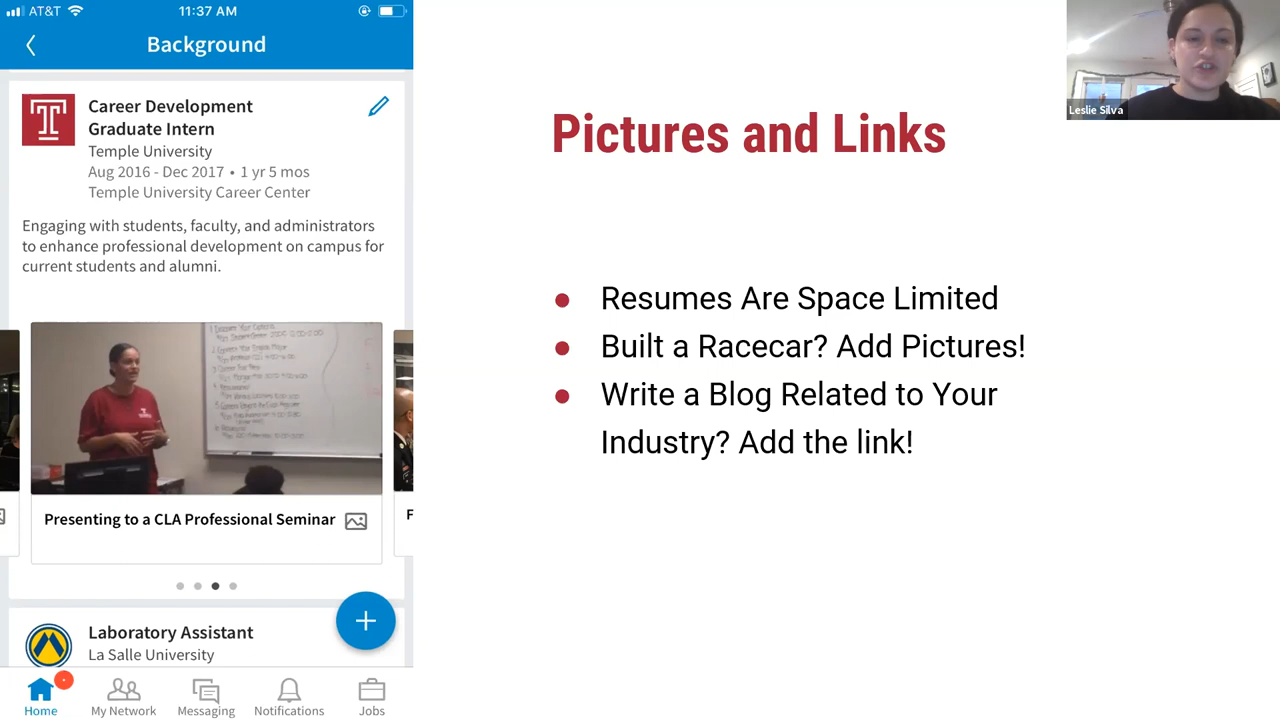 AT&T
11:37 AM
Background
Career Development
Graduate Intern
Temple University
Aug 2016 - Dec 2017 • 1 yr 5 mos
Temple University Career Center
Engaging with students, faculty, and administrators
to enhance professional development on campus for
current students and alumni.
Presenting to a CLA Professional Seminar
F
Laboratory Assistant
La Salle University
Home
My Network
Messaging
Notifications
Jobs
Pictures and Links
● Resumes Are Space Limited
● Built a Racecar? Add Pictures!
● Write a Blog Related to Your
Industry? Add the link!
Leslie Silva